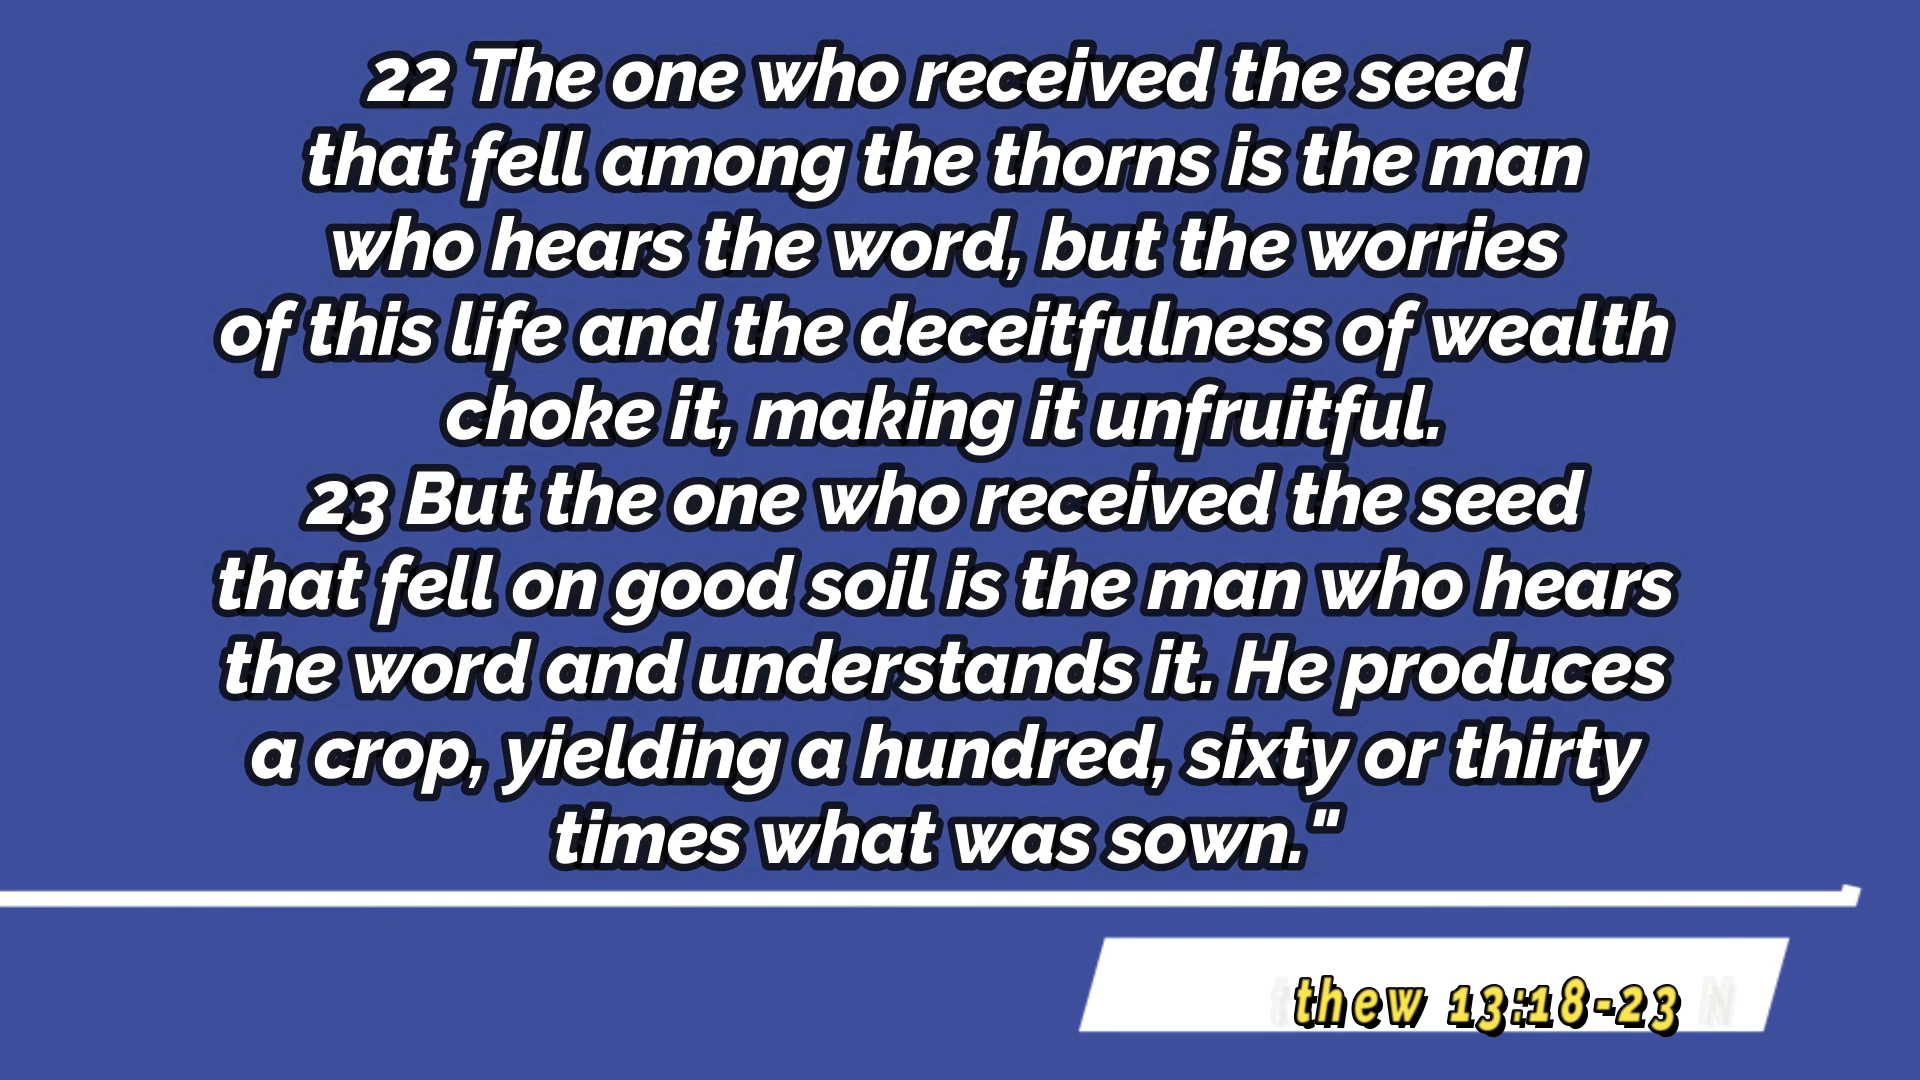 22 The one who received the seed
that fell among the thorns is the man
who hears the word, but the worries
of this life and the deceitfulness of wealth
choke it, making it unfruitful.
23 But the one who received the seed
that fell on good soil is the man who hears
the word and understands it. He produces
a crop, yielding a hundred, sixty or thirty
times what was sown."
thew 13:18-23